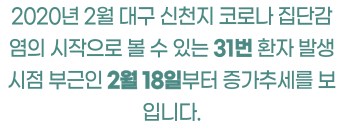 2020년 2월 대구 신천지 코로나 집단감
염의 시작으로 볼 수 있는 31번 환자 발생
시점 부근인 2월 18일부터 증가추세를 보
입니다.